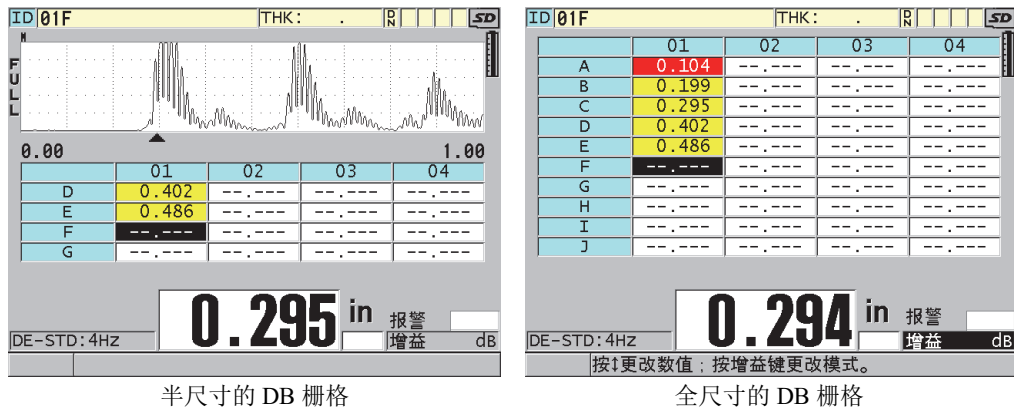 ID 01F THK: . SD
FULL
0.00 1.00
01 02 03 04
D 0.402 --.--- --.--- --.---
E 0.486 --.--- --.--- --.---
F --.--- --.--- --.--- --.---
G --.--- --.--- --.--- --.---
0.295 in 报警
DE-STD:4Hz 增益 dB
半尺寸的 DB 栅格
ID 01F THK: . SD
01 02 03 04
A 0.104 --.--- --.--- --.---
B 0.199 --.--- --.--- --.---
C 0.295 --.--- --.--- --.---
D 0.402 --.--- --.--- --.---
E 0.486 --.--- --.--- --.---
F --.--- --.--- --.--- --.---
G --.--- --.--- --.--- --.---
H --.--- --.--- --.--- --.---
I --.--- --.--- --.--- --.---
J --.--- --.--- --.--- --.---
0.294 in 报警
DE-STD:4Hz 增益 dB
按↕更改数值；按增益键更改模式。
全尺寸的 DB 栅格